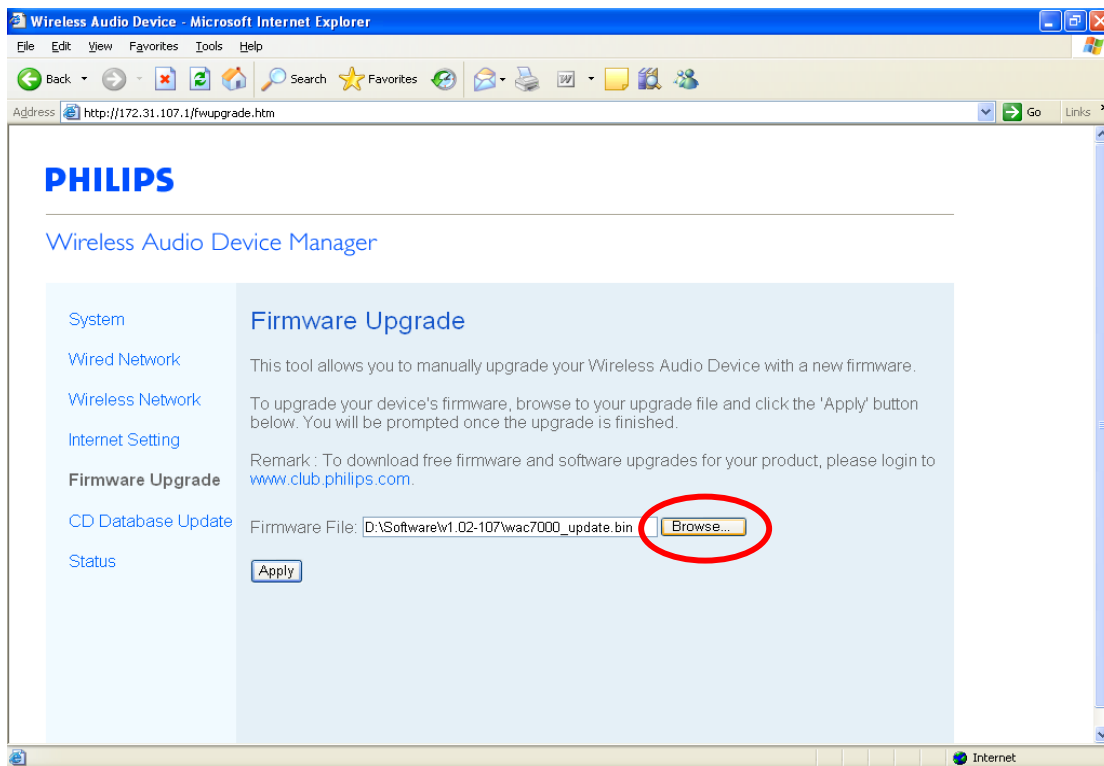 Wireless Audio Device - Microsoft Internet Explorer
File Edit View Favorites Tools Help
Back Search Favorites
Address http://172.31.107.1/fwupgrade.htm Go Links
PHILIPS
Wireless Audio Device Manager
System
Wired Network
Wireless Network
Internet Setting
Firmware Upgrade
CD Database Update
Status
Firmware Upgrade
This tool allows you to manually upgrade your Wireless Audio Device with a new firmware.
To upgrade your device's firmware, browse to your upgrade file and click the 'Apply' button
below. You will be prompted once the upgrade is finished.
Remark : To download free firmware and software upgrades for your product, please login to
www.club.philips.com.
Firmware File: D:\Software\v1.02-107\wac7000_update.bin Browse...
Apply
Internet